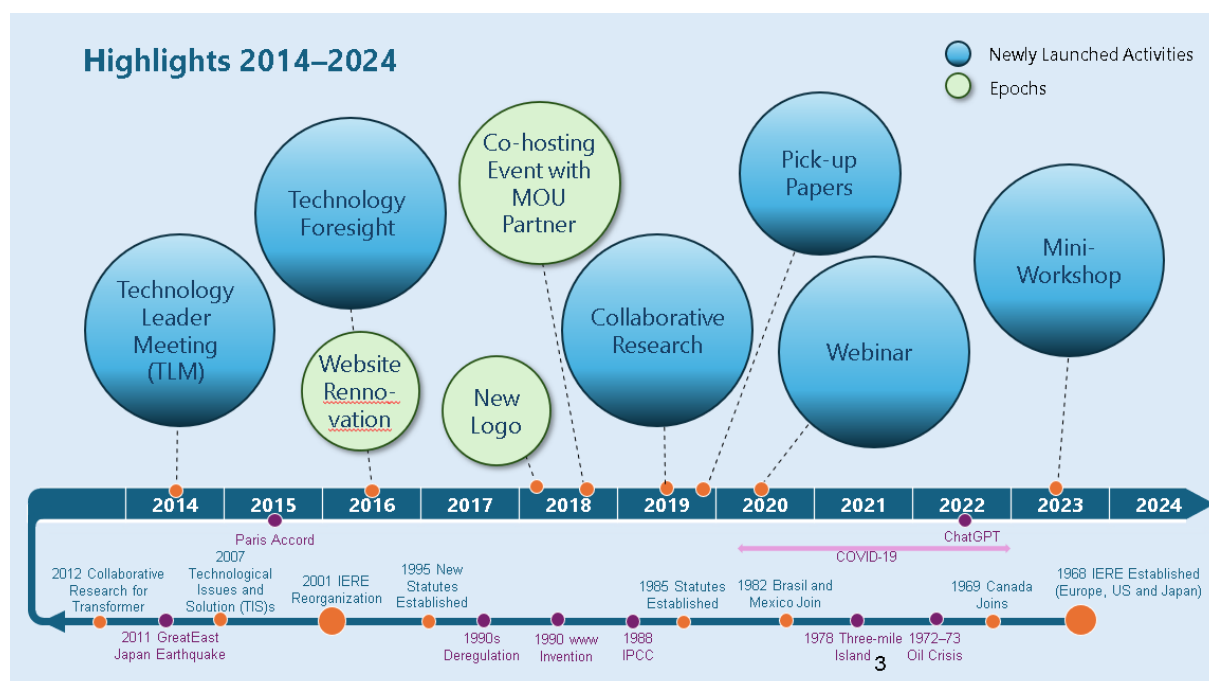 Highlights 2014–2024
Newly Launched Activities
Epochs
Technology
Leader
Meeting
(TLM)
Technology
Foresight
Website
Renno-
vation
Co-hosting
Event with
MOU
Partner
New
Logo
Collaborative
Research
Pick-up
Papers
Webinar
Mini-
Workshop
2014 2015 2016 2017 2018 2019 2020 2021 2022 2023 2024
Paris Accord
COVID-19
ChatGPT
2012 Collaborative
Research for
Transformer
2011 GreatEast
Japan Earthquake
2007
Technological
Issues and
Solution (TIS)s
2001 IERE
Reorganization
1995 New
Statutes
Established
1990s
Deregulation
1990 www
Invention
1988
IPCC
1985 Statutes
Established
1982 Brasil and
Mexico Join
1978 Three-mile
Island
1972–73
Oil Crisis
1969 Canada
Joins
1968 IERE Established
(Europe, US and Japan)
3